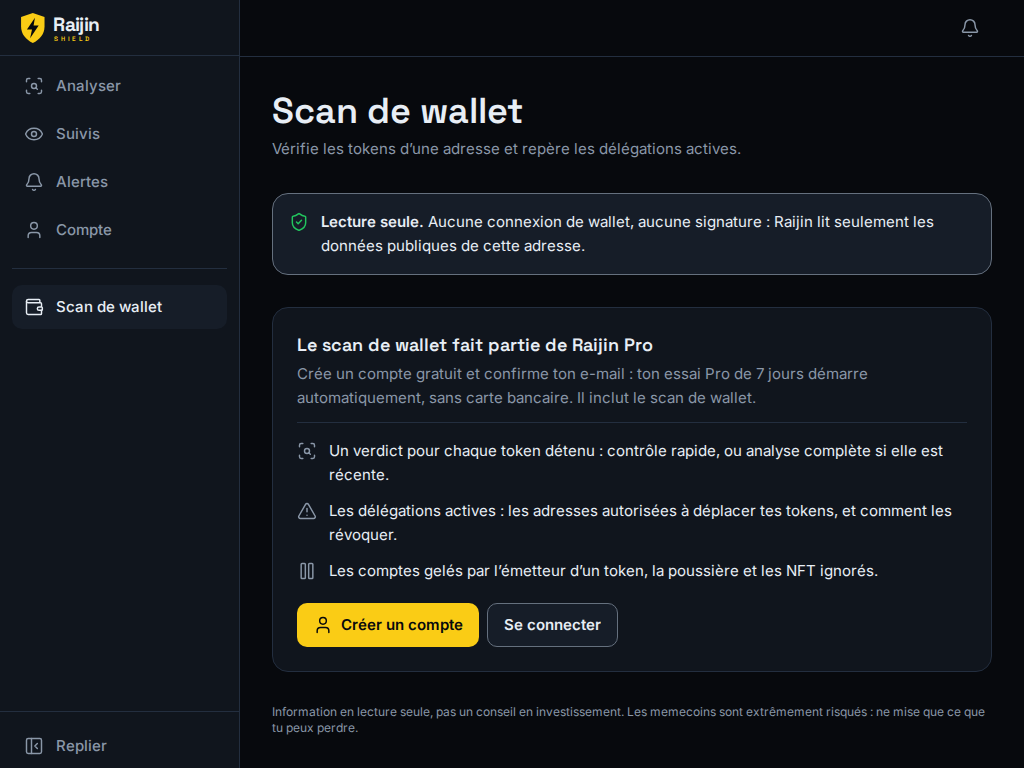 Raijin
SHIELD
Analyser
Suivis
Alertes
Compte
Scan de wallet
Replier
Scan de wallet
Vérifie les tokens d’une adresse et repère les délégations actives.
Lecture seule. Aucune connexion de wallet, aucune signature : Raijin lit seulement les
données publiques de cette adresse.
Le scan de wallet fait partie de Raijin Pro
Crée un compte gratuit et confirme ton e-mail : ton essai Pro de 7 jours démarre
automatiquement, sans carte bancaire. Il inclut le scan de wallet.
Un verdict pour chaque token détenu : contrôle rapide, ou analyse complète si elle est
récente.
Les délégations actives : les adresses autorisées à déplacer tes tokens, et comment les
révoquer.
Les comptes gelés par l’émetteur d’un token, la poussière et les NFT ignorés.
Créer un compte
Se connecter
Information en lecture seule, pas un conseil en investissement. Les memecoins sont extrêmement risqués : ne mise que ce que
tu peux perdre.